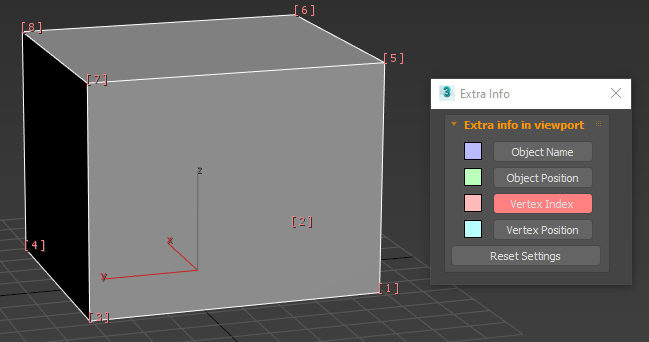 [8]
[6]
[5]
[7]
3 Extra Info
Extra info in viewport
Object Name
Object Position
z
Vertex Index
[2]
Vertex Position
x
[4]
Reset Settings
y
[1]
[3]